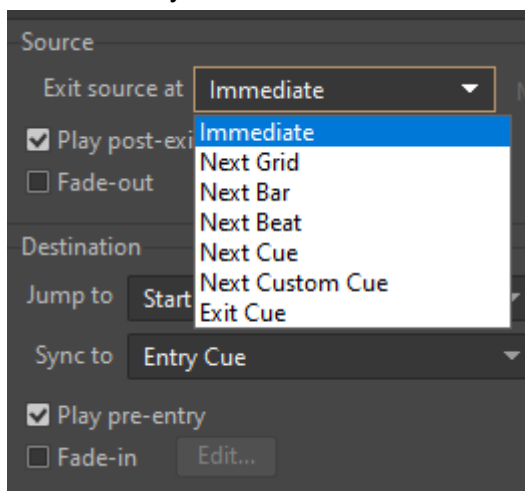 Source
Exit source at Immediate
Immediate
Play post-exi
Next Grid
Fade-out
Next Bar
Next Beat
Destination
Next Cue
Next Custom Cue
Jump to Start
Exit Cue
Sync to Entry Cue
Play pre-entry
Fade-in Edit...